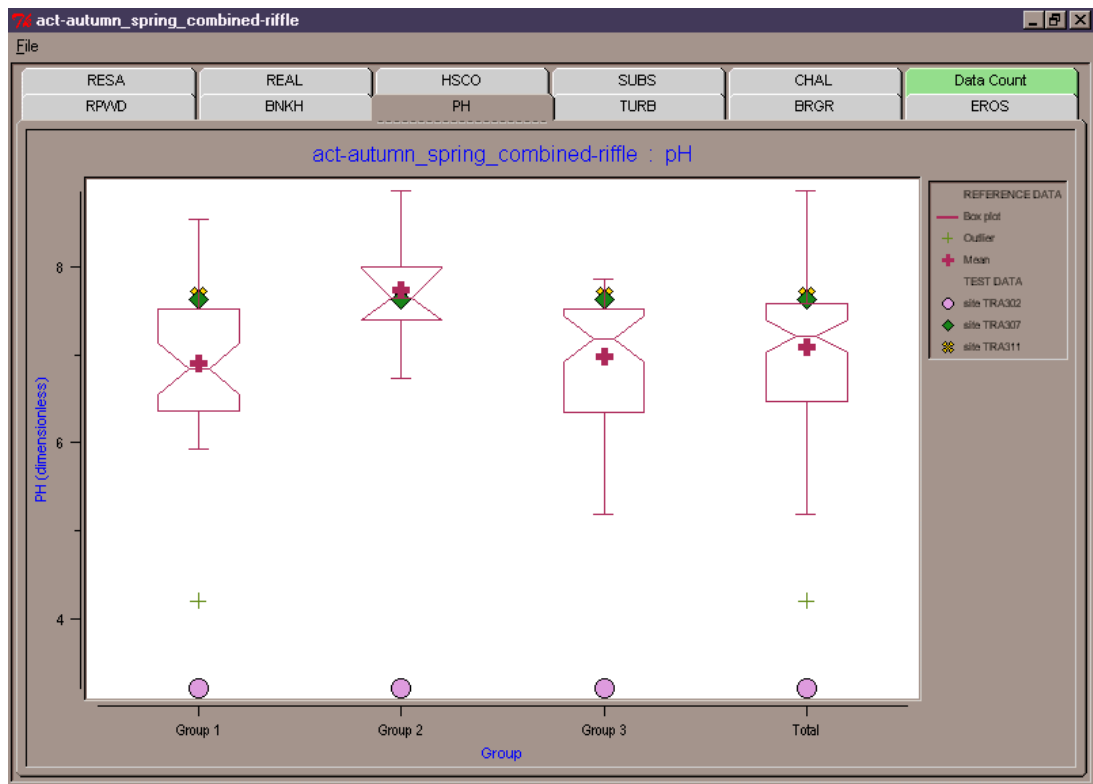 act-autumn_spring_combined-riffle
File
RESA REAL HSCO SUBS CHAL Data Count
RPWD BNKH PH TURB BRGR EROS
act-autumn_spring_combined-riffle : pH
REFERENCE DATA
Box plot
Outlier
Mean
TEST DATA
site TRA302
site TRA307
site TRA311
8
6
4
PH (dimensionless)
Group 1 Group 2 Group 3 Total
Group